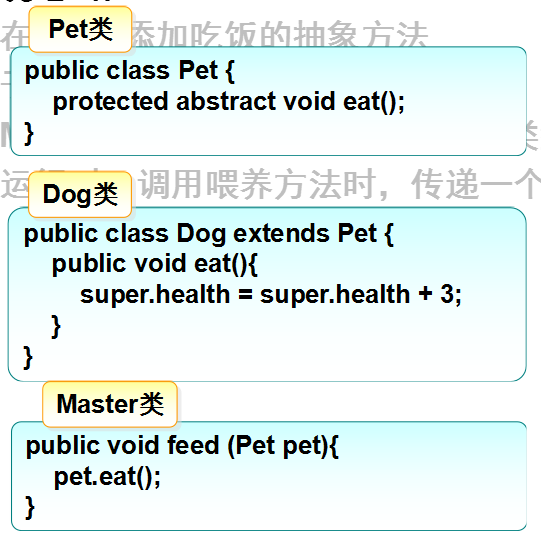 在
添加吃饭的抽象方法
Pet类
public class Pet {
protected abstract void eat();
}
类
调用喂养方法时，传递一个
Dog类
public class Dog extends Pet {
public void eat(){
super.health = super.health + 3;
}
}
Master类
public void feed (Pet pet){
pet.eat();
}